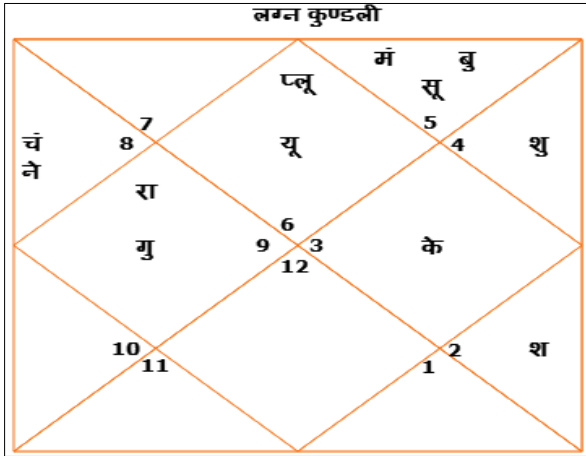 लग्न कुण्डली
मं बु
प्लू सू
7 5
चं 8 यू 4 शु
ने
रा
6
गु 9 3 के
12
10 2 श
11 1